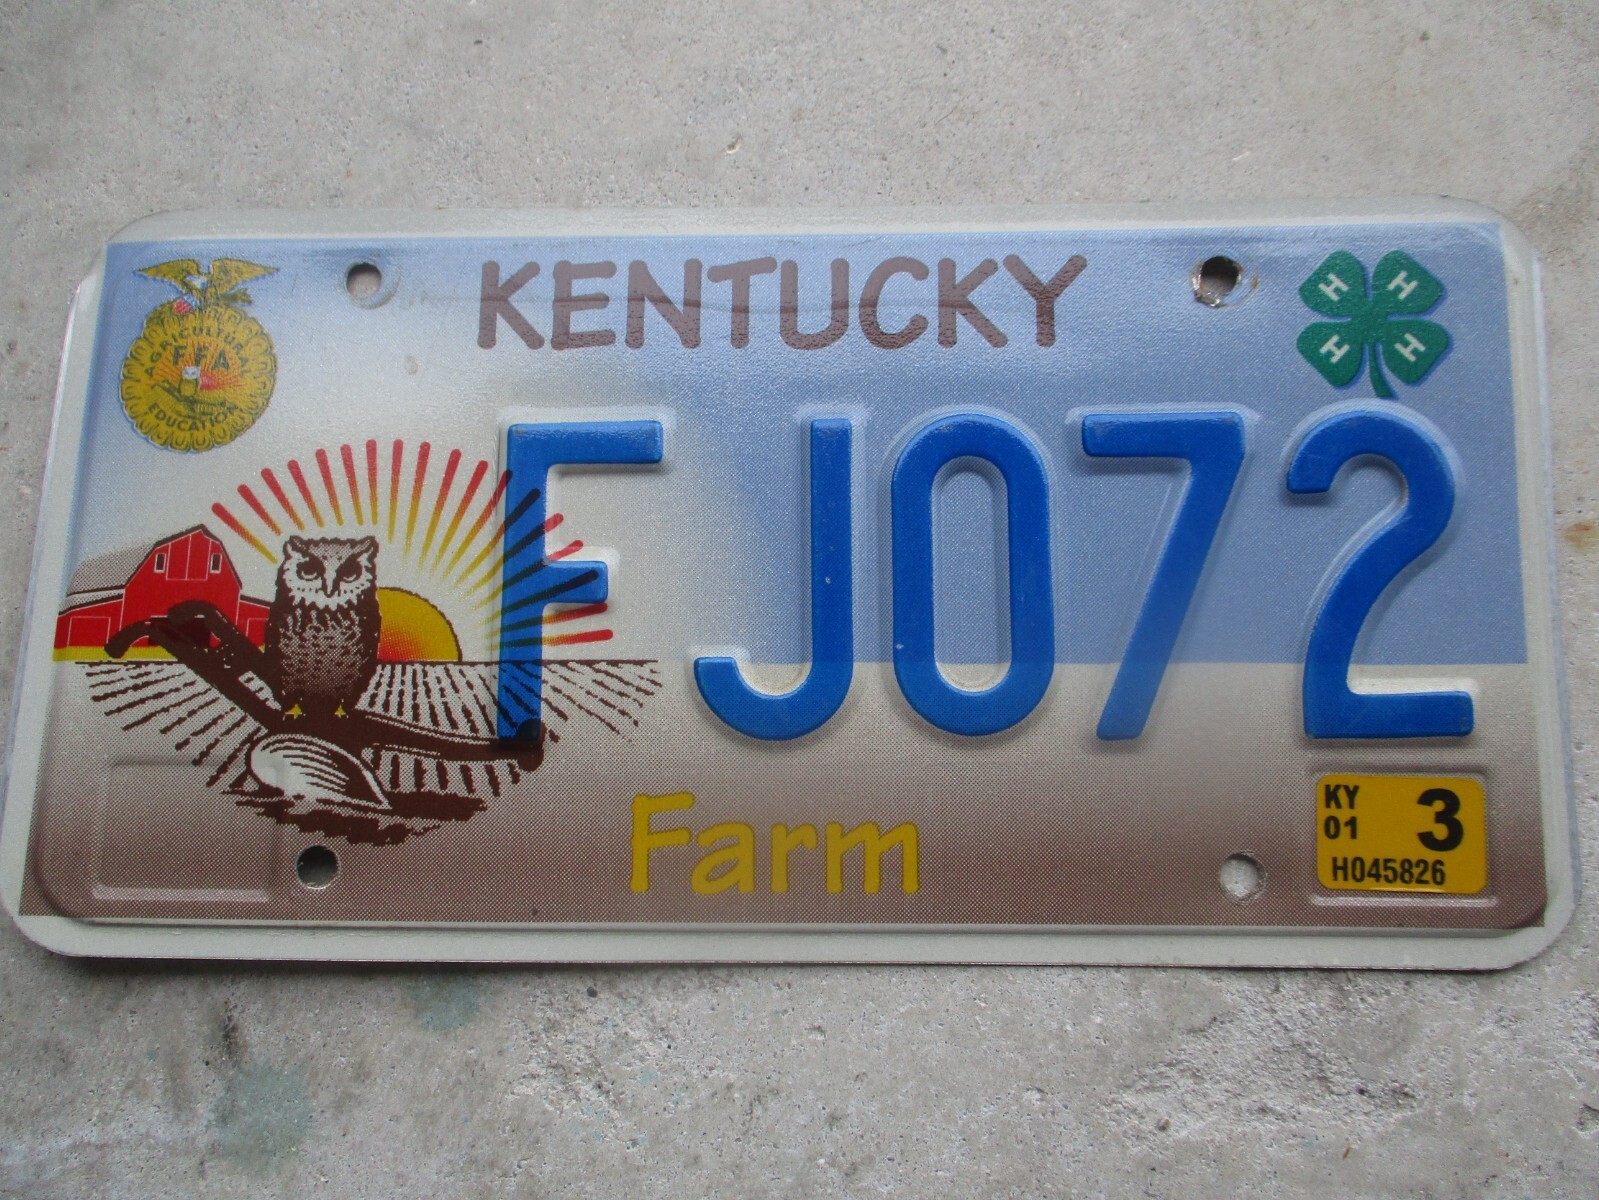 KENTUCKY
AGRICULTURAL
FFA
EDUCATION
H H
H H
FJ072
Farm
KY 3
01
H045826